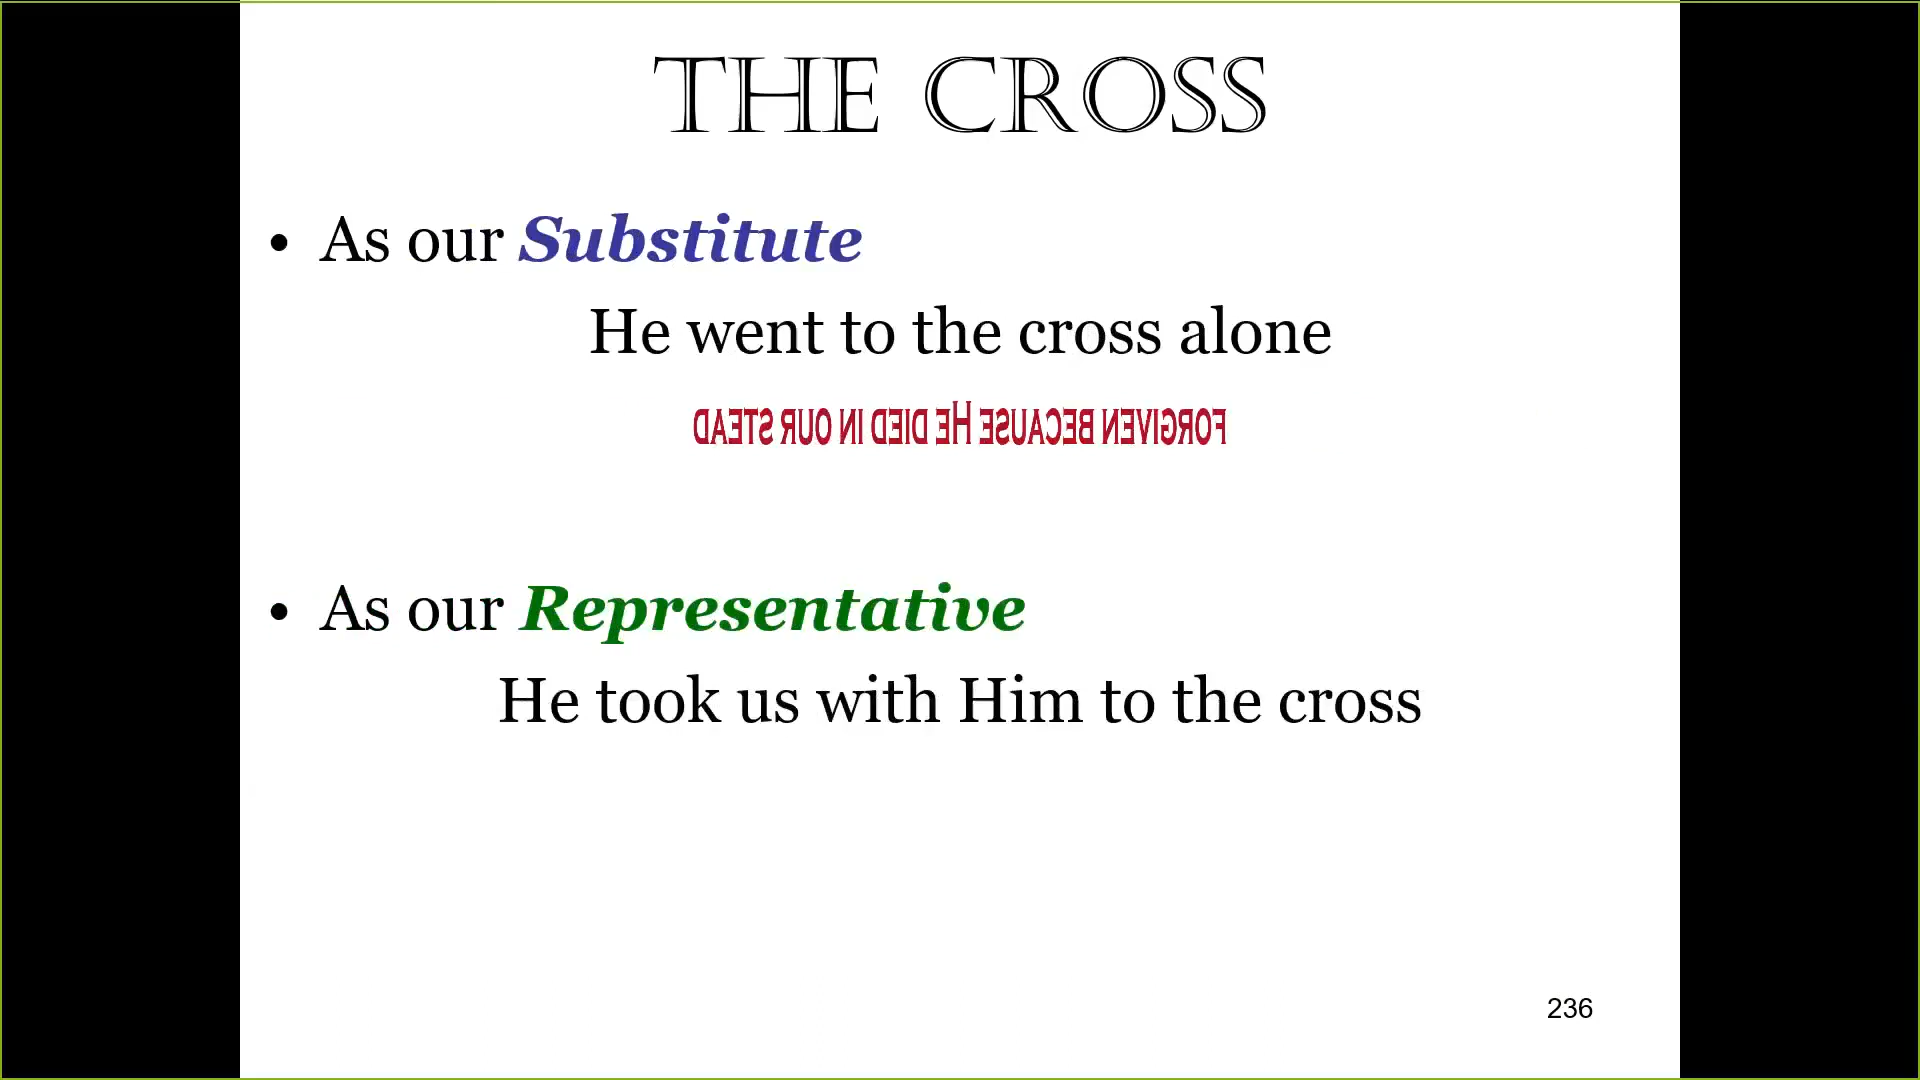 THE CROSS
• As our Substitute
He went to the cross alone
FORGIVEN BECAUSE HE DIED IN OUR STEAD
• As our Representative
He took us with Him to the cross
236